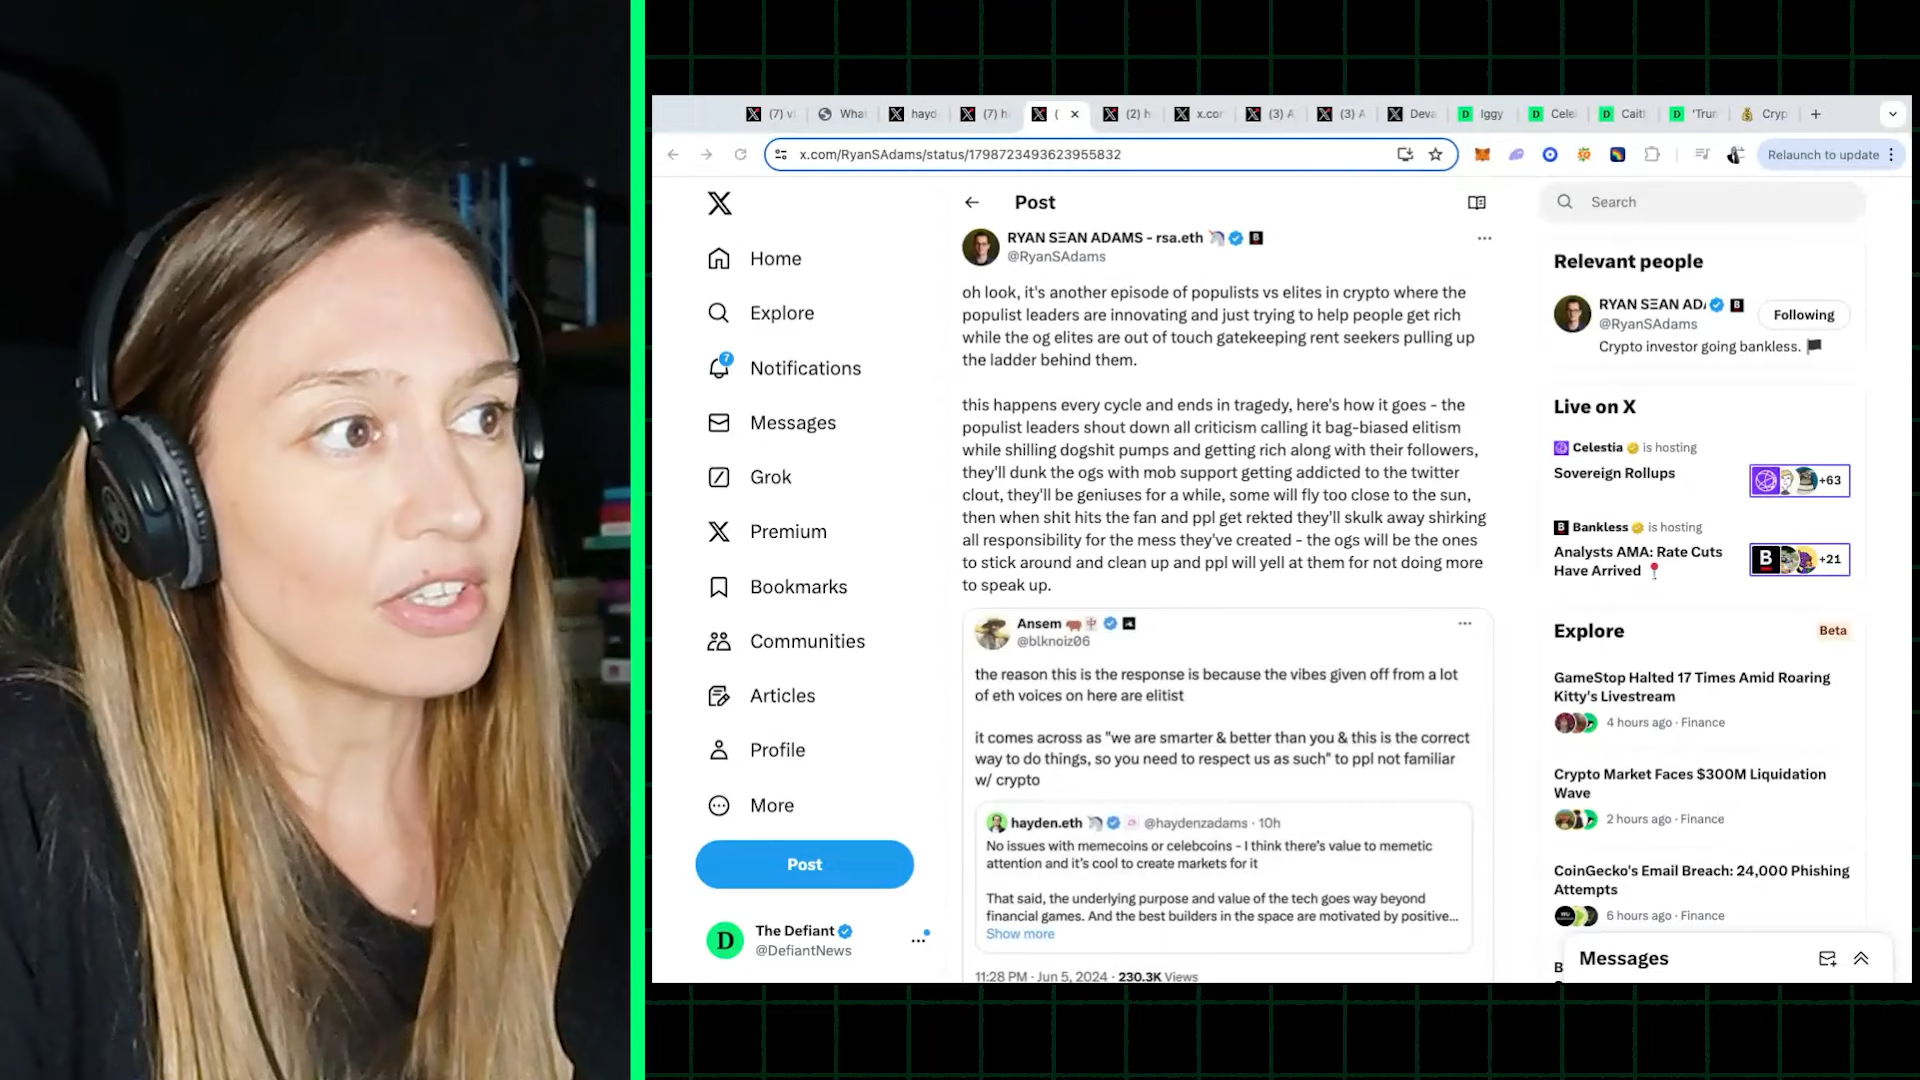 (7) v
What
hayd
(7) h
(
(2) h
x.cor
(3) A
(3) A
Deva
Iggy
Cele
Caitl
'Trun
Cryp
x.com/RyanSAdams/status/1798723493623955832
Relaunch to update
Home
Explore
7
Notifications
Messages
Grok
Premium
Bookmarks
Communities
Articles
Profile
More
Post
D
The Defiant
@DefiantNews
Post
RYAN SΞAN ADAMS - rsa.eth
@RyanSAdams
oh look, it's another episode of populists vs elites in crypto where the
populist leaders are innovating and just trying to help people get rich
while the og elites are out of touch gatekeeping rent seekers pulling up
the ladder behind them.
this happens every cycle and ends in tragedy, here's how it goes - the
populist leaders shout down all criticism calling it bag-biased elitism
while shilling dogshit pumps and getting rich along with their followers,
they'll dunk the ogs with mob support getting addicted to the twitter
clout, they'll be geniuses for a while, some will fly too close to the sun,
then when shit hits the fan and ppl get rekted they'll skulk away shirking
all responsibility for the mess they've created - the ogs will be the ones
to stick around and clean up and ppl will yell at them for not doing more
to speak up.
Ansem
@blknoiz06
the reason this is the response is because the vibes given off from a lot
of eth voices on here are elitist
it comes across as "we are smarter & better than you & this is the correct
way to do things, so you need to respect us as such" to ppl not familiar
w/ crypto
hayden.eth @haydenzadams · 10h
No issues with memecoins or celebcoins - I think there's value to memetic
attention and it's cool to create markets for it
That said, the underlying purpose and value of the tech goes way beyond
financial games. And the best builders in the space are motivated by positive...
Show more
11:28 PM · Jun 5, 2024 · 230.3K Views
Search
Relevant people
RYAN SΞAN AD
@RyanSAdams
Following
Crypto investor going bankless.
Live on X
Celestia is hosting
Sovereign Rollups
+63
B Bankless is hosting
Analysts AMA: Rate Cuts
Have Arrived
B +21
Explore
Beta
GameStop Halted 17 Times Amid Roaring
Kitty's Livestream
4 hours ago · Finance
Crypto Market Faces $300M Liquidation
Wave
2 hours ago · Finance
CoinGecko's Email Breach: 24,000 Phishing
Attempts
6 hours ago · Finance
B
Messages